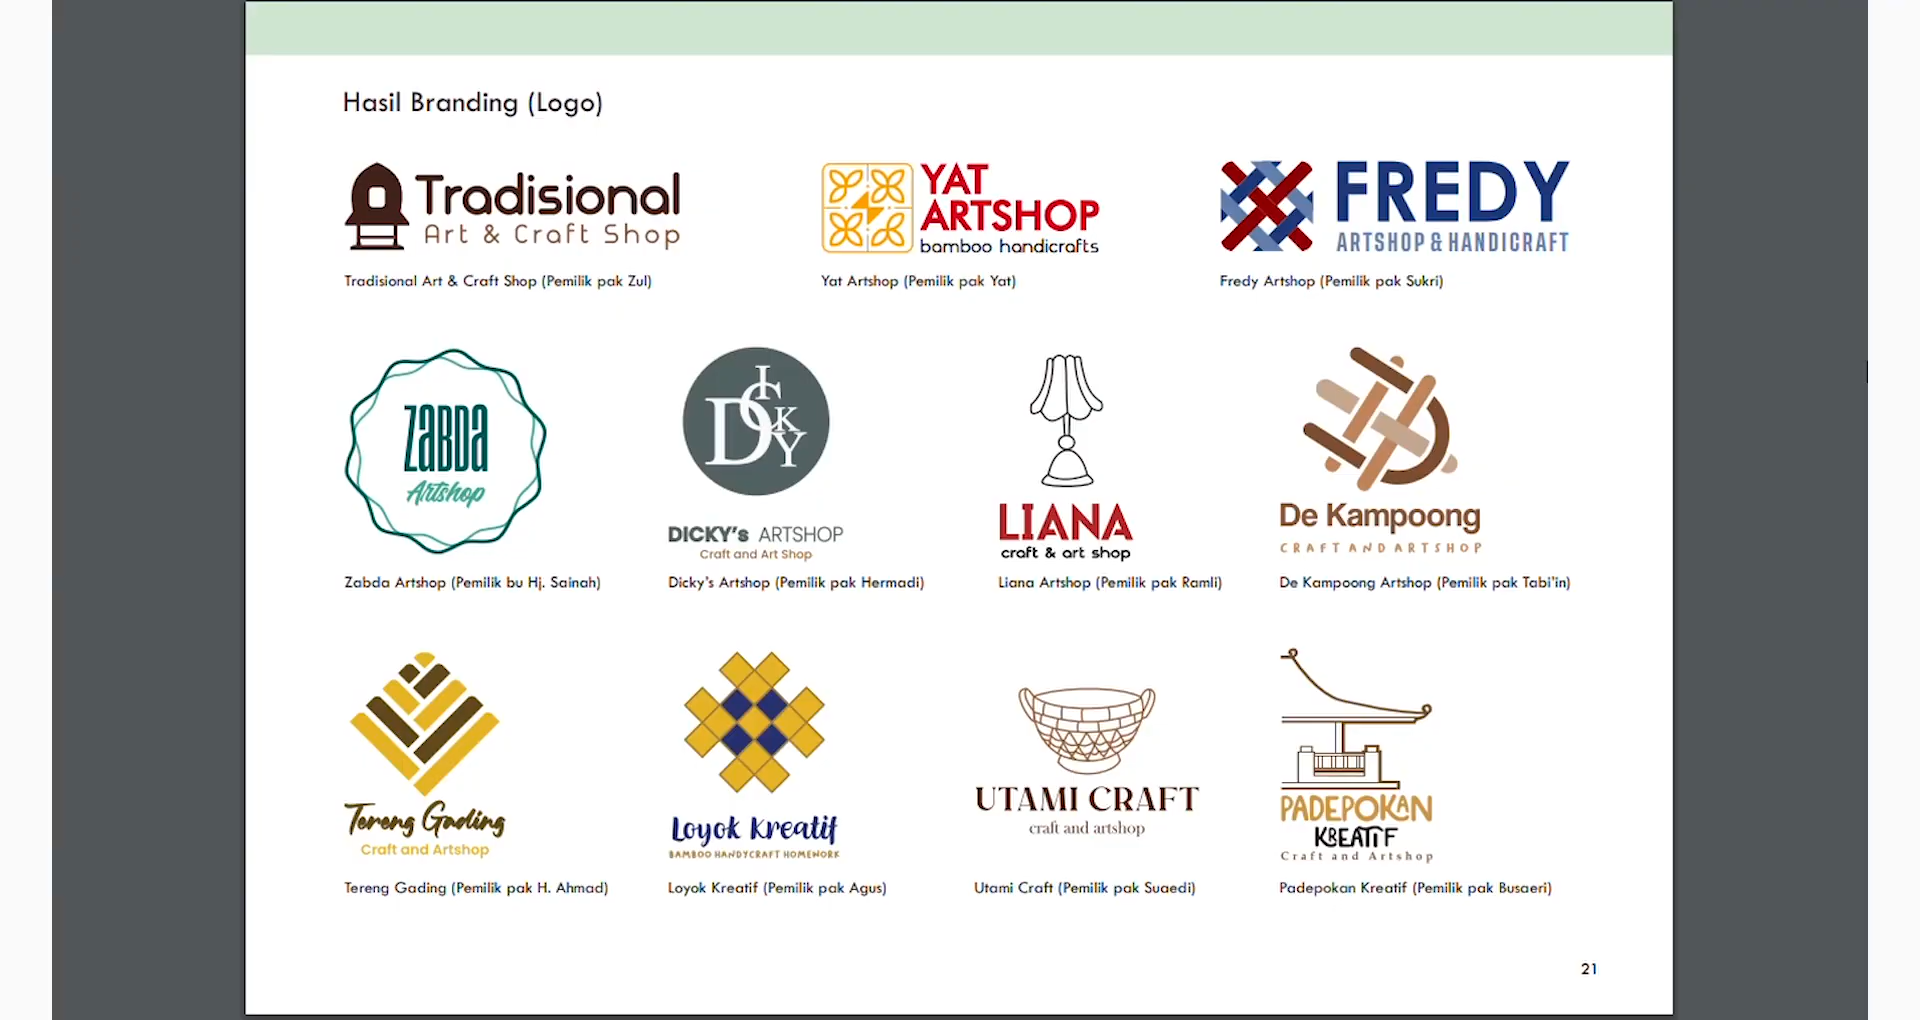 Hasil Branding (Logo)
Tradisional
Art & Craft Shop
Tradisional Art & Craft Shop (Pemilik pak Zul)
YAT
ARTSHOP
bamboo handicrafts
Yat Artshop (Pemilik pak Yat)
FREDY
ARTSHOP & HANDICRAFT
Fredy Artshop (Pemilik pak Sukri)
ZaBDa
Artshop
Zabda Artshop (Pemilik bu Hj. Sainah)
DICKY
DICKY's ARTSHOP
Craft and Art Shop
Dicky's Artshop (Pemilik pak Hermadi)
LIANA
craft & art shop
Liana Artshop (Pemilik pak Ramli)
De Kampoong
CRAFT AND ARTSHOP
De Kampoong Artshop (Pemilik pak Tabi'in)
Tereng Gading
Craft and Artshop
Tereng Gading (Pemilik pak H. Ahmad)
Loyok Kreatif
BAMBOO HANDYCRAFT HOMEWORK
Loyok Kreatif (Pemilik pak Agus)
UTAMI CRAFT
craft and artshop
Utami Craft (Pemilik pak Suaedi)
PADEPOKAN
KREATIF
Craft and Artshop
Padepokan Kreatif (Pemilik pak Busaeri)
21